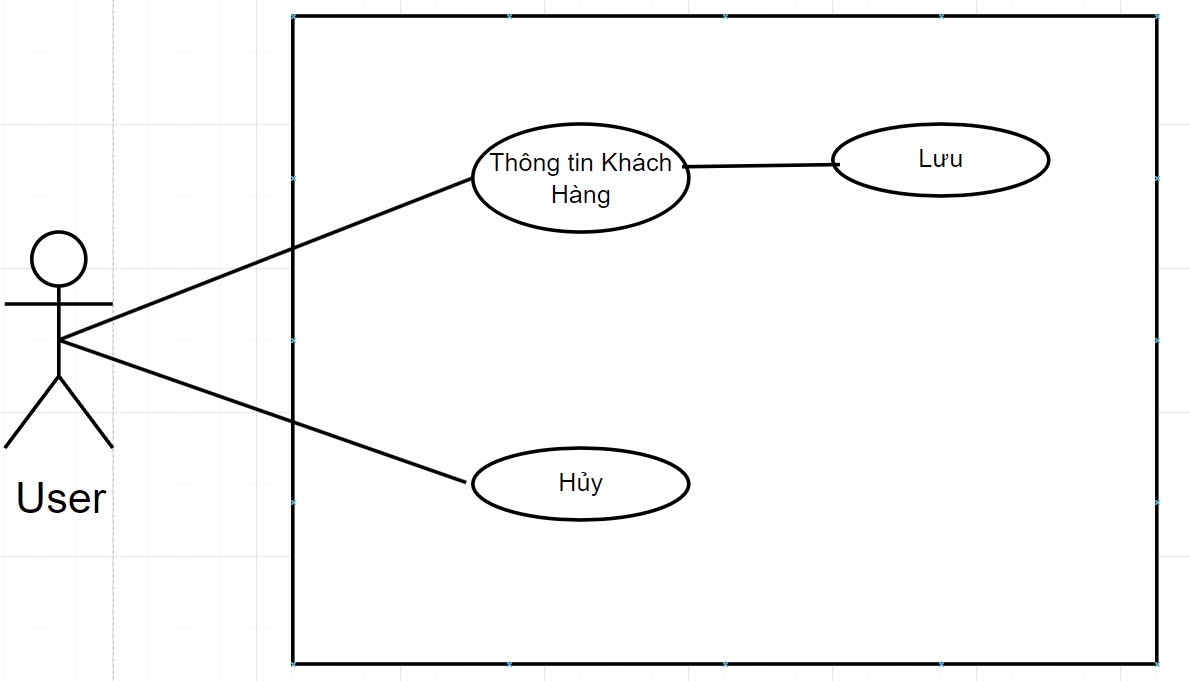 Thông tin Khách
Hàng
Lưu
Hủy
User